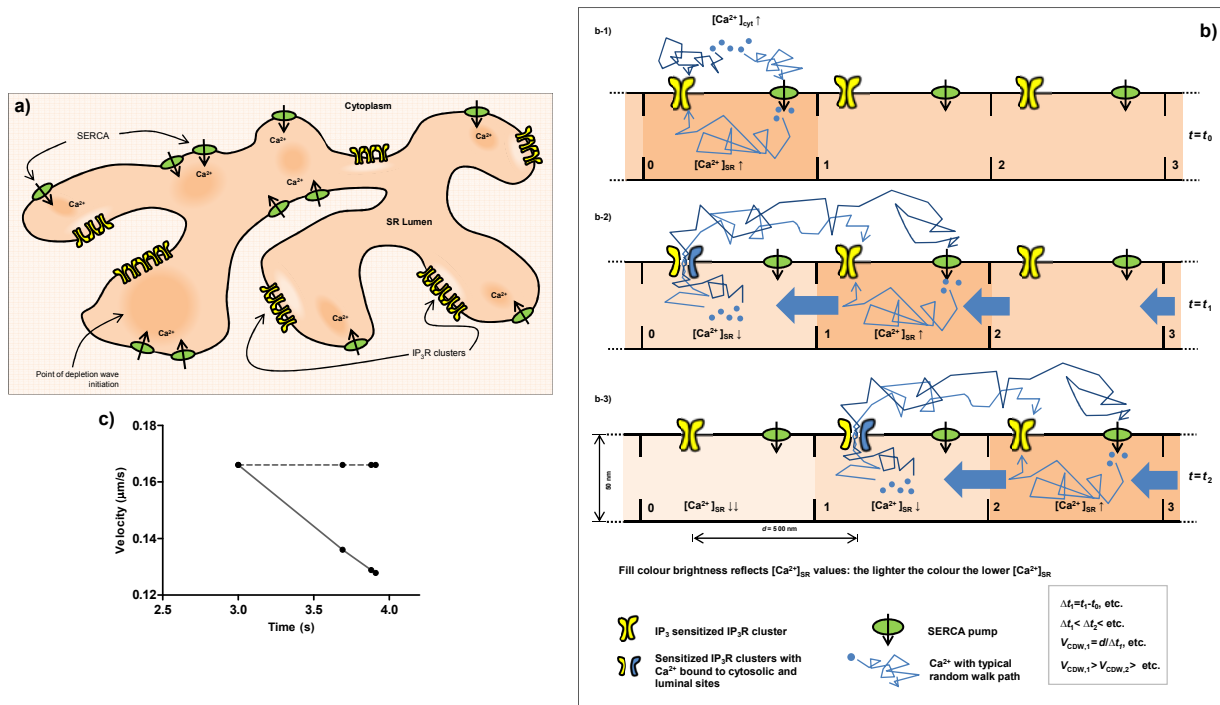 a)
Cytoplasm
SERCA
Ca²⁺
Ca²⁺
Ca²⁺
Ca²⁺
Ca²⁺
SR Lumen
Ca²⁺
Ca²⁺
Ca²⁺
IP₃R clusters
Point of depletion wave
initiation
c)
0.18
0.16
0.14
0.12
Velocity (µm/s)
2.5 3.0 3.5 4.0
Time (s)
b)
b-1)
[Ca²⁺]cyt ↑
0 [Ca²⁺]SR ↑ 1 2 3
t = t₀
b-2)
0 [Ca²⁺]SR ↓ 1 [Ca²⁺]SR ↑ 2 3
t = t₁
b-3)
50 nm
0 [Ca²⁺]SR ↓↓ 1 [Ca²⁺]SR ↓ 2 [Ca²⁺]SR ↑ 3
t = t₂
d = 500 nm
Fill colour brightness reflects [Ca²⁺]SR values: the lighter the colour the lower [Ca²⁺]SR
IP₃ sensitized IP₃R cluster
Sensitized IP₃R clusters with
Ca²⁺ bound to cytosolic and
luminal sites
SERCA pump
Ca²⁺ with typical
random walk path
Δt₁=t₁-t₀, etc.
Δt₁< Δt₂< etc.
VCDW,1 = d/Δt₁, etc.
VCDW,1 > VCDW,2 > etc.